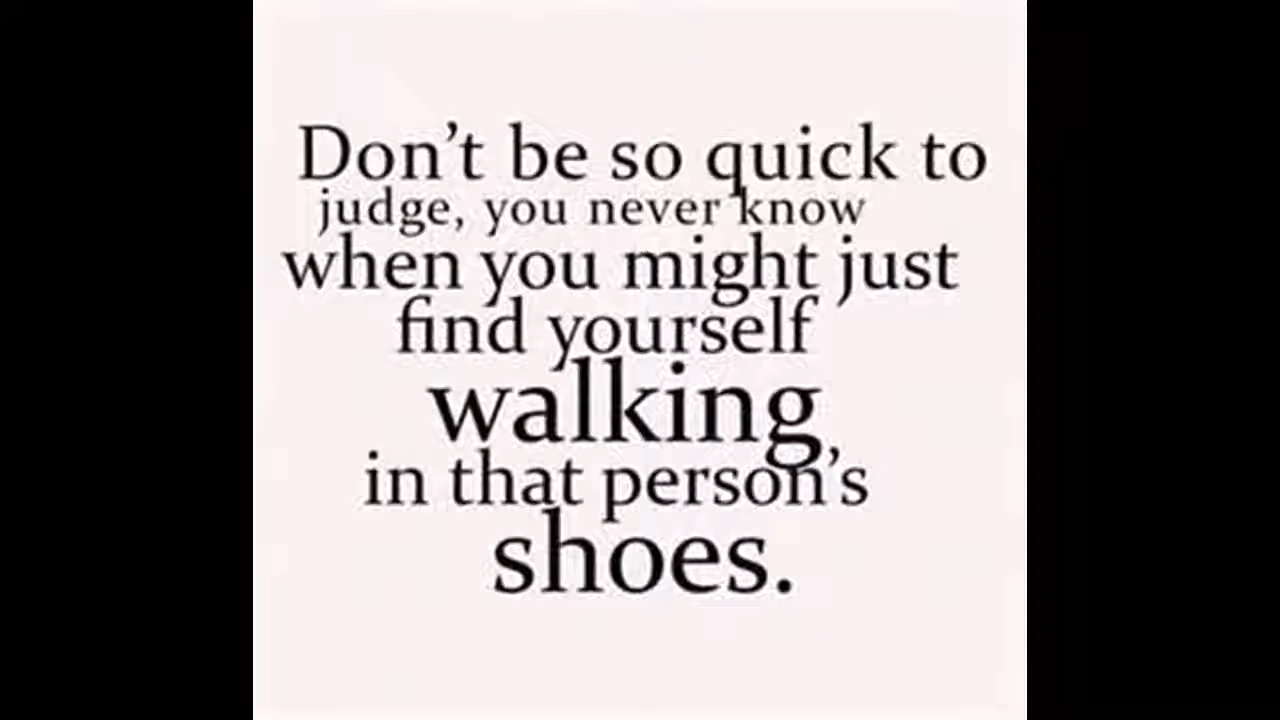 Don't be so quick to
judge, you never know
when you might just
find yourself
walking
in that person's
shoes.